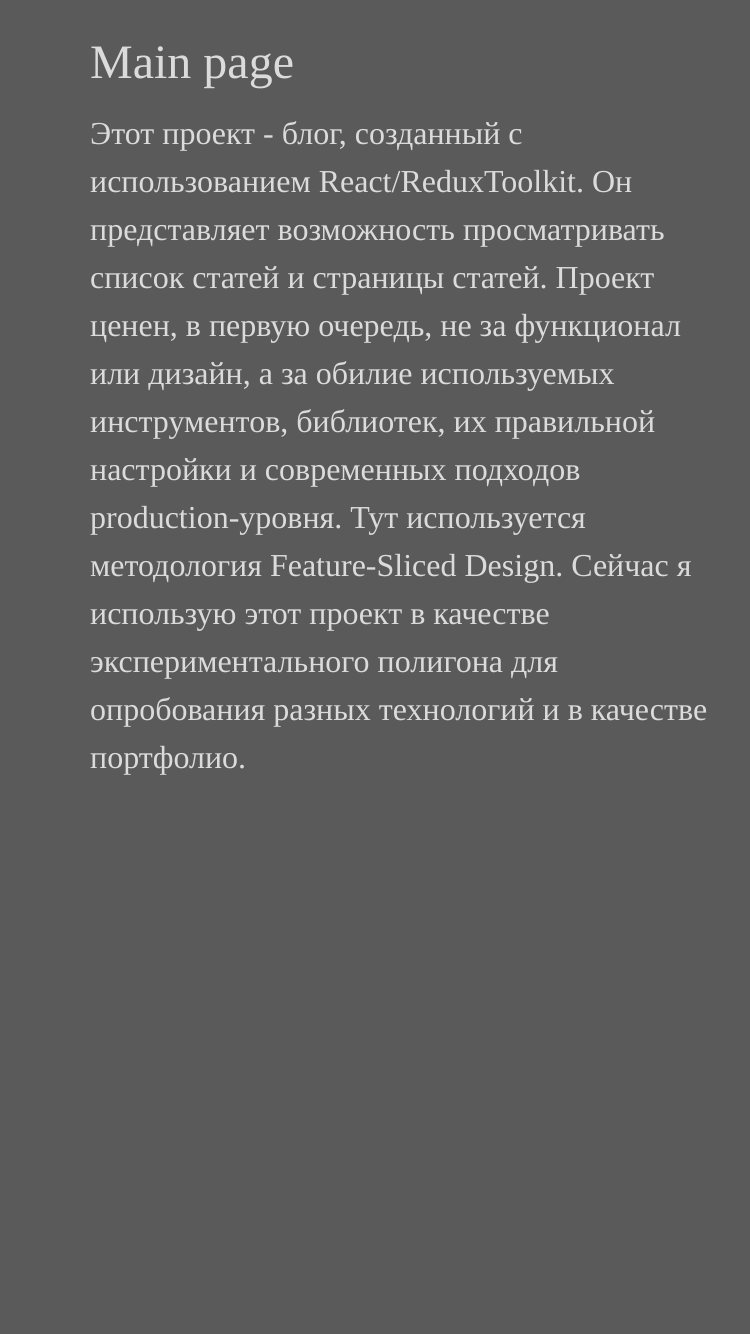 Main page
Этот проект - блог, созданный с
использованием React/ReduxToolkit. Он
представляет возможность просматривать
список статей и страницы статей. Проект
ценен, в первую очередь, не за функционал
или дизайн, а за обилие используемых
инструментов, библиотек, их правильной
настройки и современных подходов
production-уровня. Тут используется
методология Feature-Sliced Design. Сейчас я
использую этот проект в качестве
экспериментального полигона для
опробования разных технологий и в качестве
портфолио.